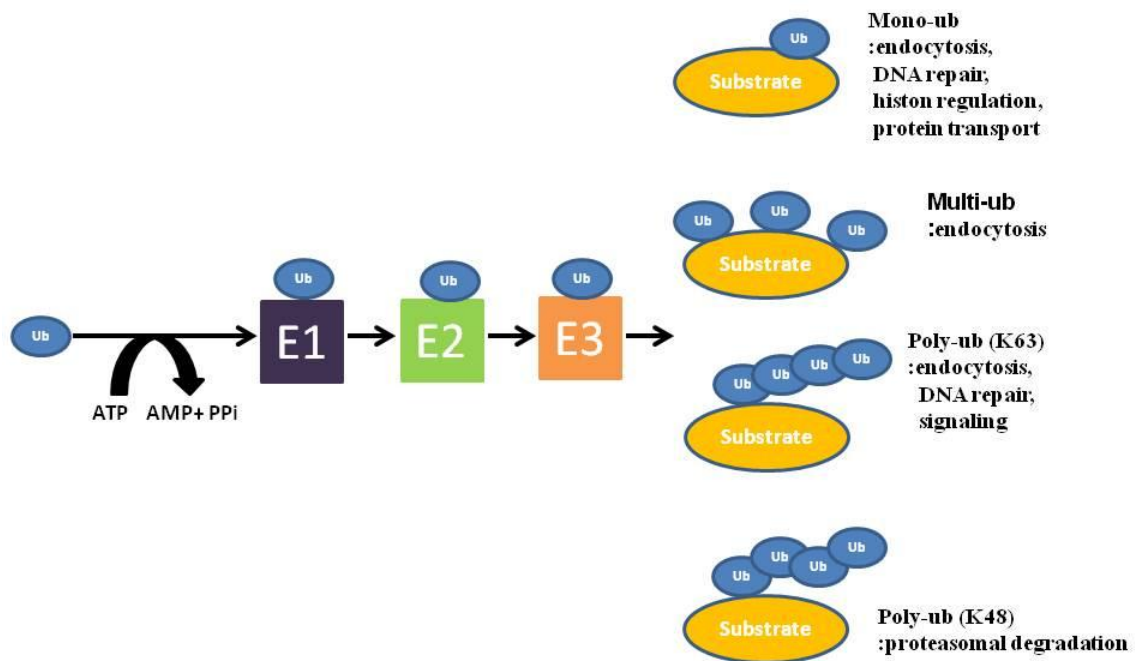 Ub
ATP
AMP+ PPi
Ub
E1
Ub
E2
Ub
E3
Ub
Substrate
Mono-ub
:endocytosis,
DNA repair,
histon regulation,
protein transport
Ub
Ub
Ub
Substrate
Multi-ub
:endocytosis
Ub
Ub
Ub
Ub
Substrate
Poly-ub (K63)
:endocytosis,
DNA repair,
signaling
Ub
Ub
Ub
Ub
Substrate
Poly-ub (K48)
:proteasomal degradation